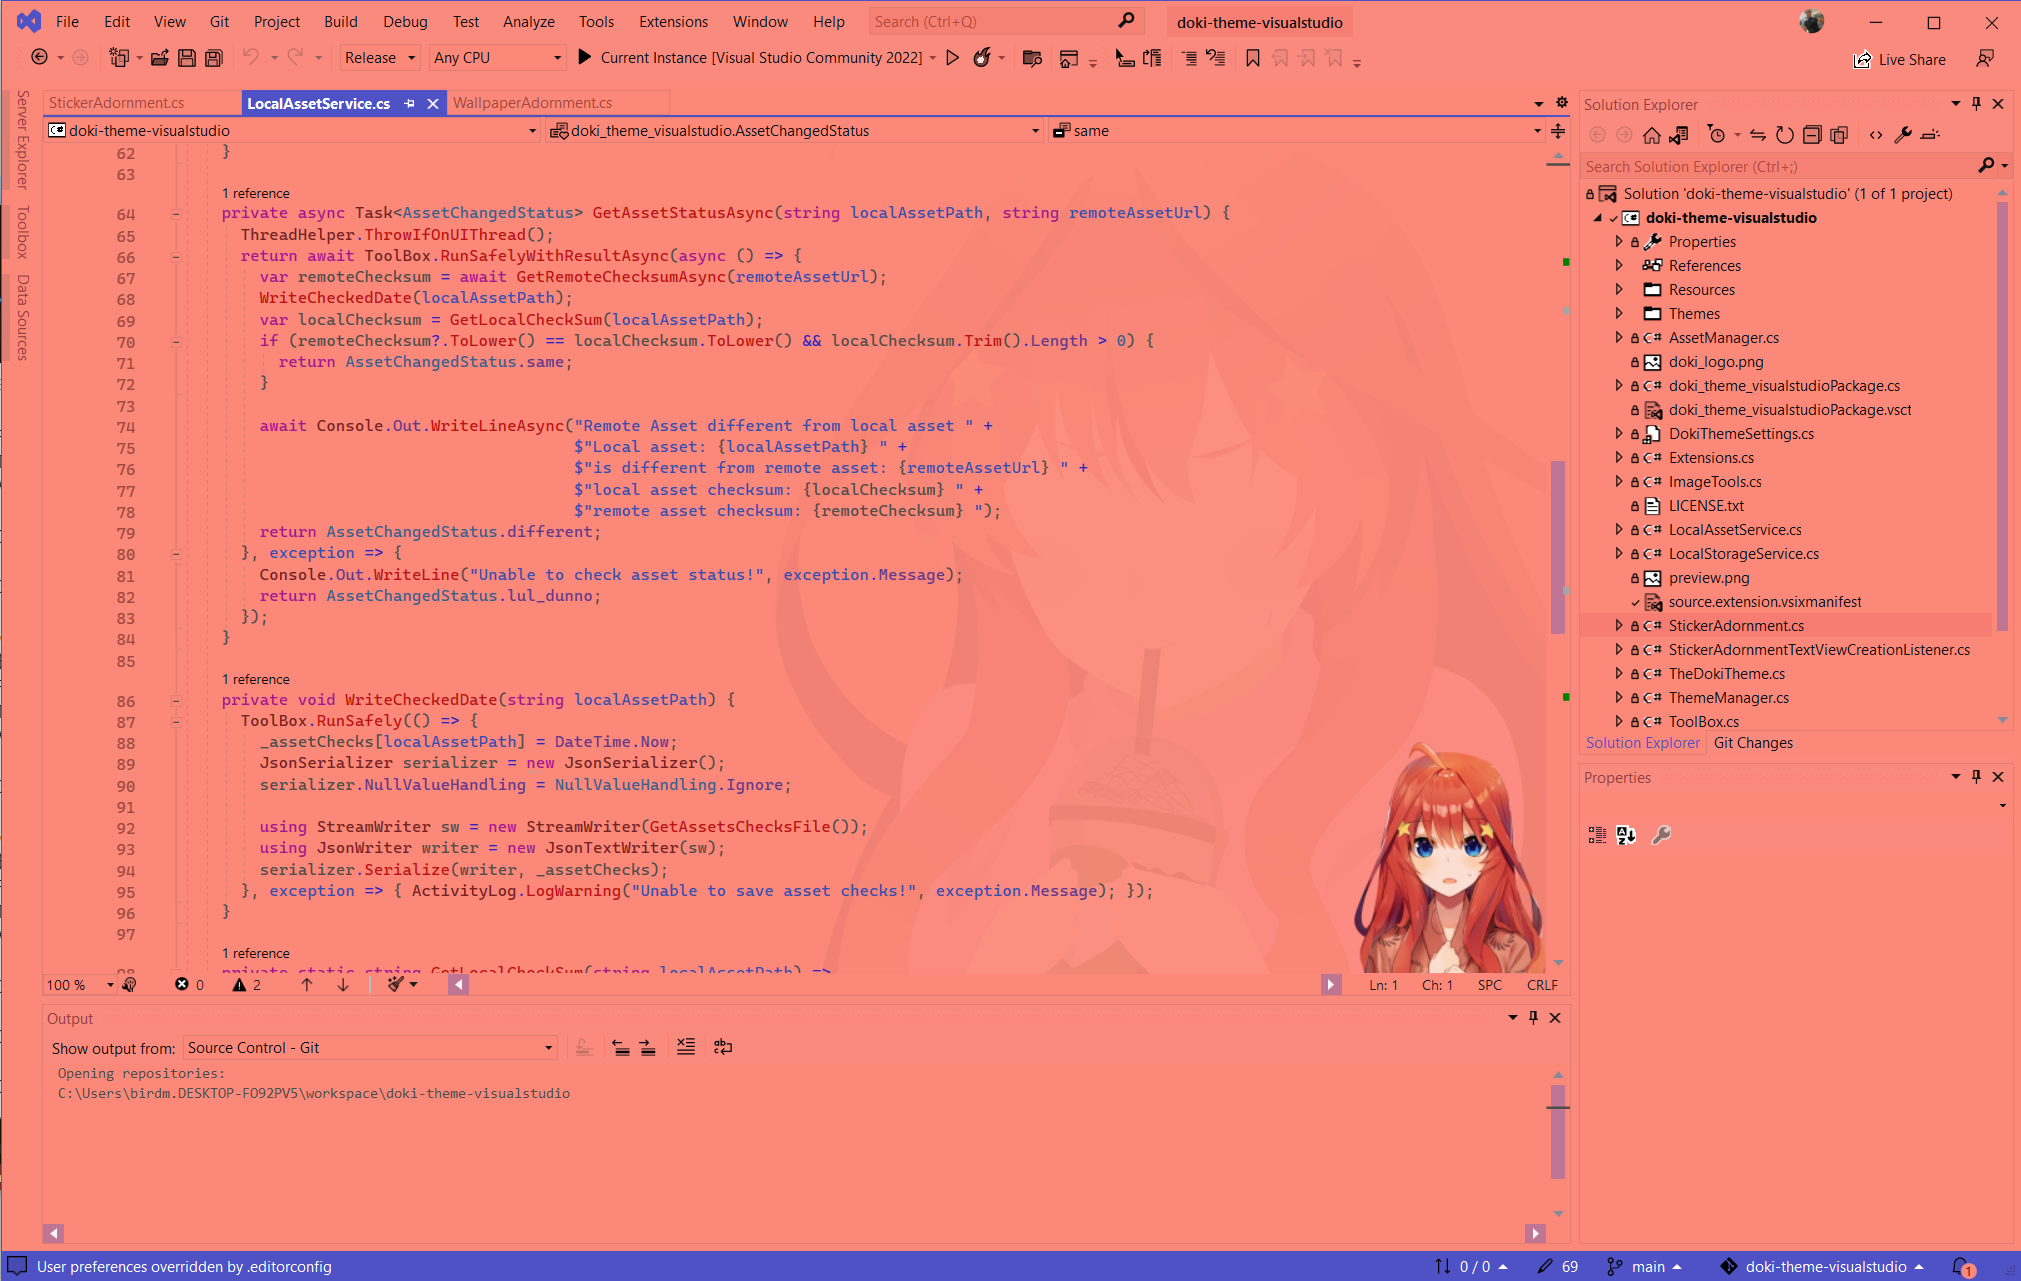 File Edit View Git Project Build Debug Test Analyze Tools Extensions Window Help Search (Ctrl+Q) doki-theme-visualstudio
Release Any CPU Current Instance [Visual Studio Community 2022] Live Share
Server Explorer
Toolbox
Data Sources
StickerAdornment.cs LocalAssetService.cs WallpaperAdornment.cs
doki-theme-visualstudio doki_theme_visualstudio.AssetChangedStatus same
62 }
63
1 reference
64 private async Task<AssetChangedStatus> GetAssetStatusAsync(string localAssetPath, string remoteAssetUrl) {
65 ThreadHelper.ThrowIfOnUIThread();
66 return await ToolBox.RunSafelyWithResultAsync(async () => {
67 var remoteChecksum = await GetRemoteChecksumAsync(remoteAssetUrl);
68 WriteCheckedDate(localAssetPath);
69 var localChecksum = GetLocalCheckSum(localAssetPath);
70 if (remoteChecksum?.ToLower() == localChecksum.ToLower() && localChecksum.Trim().Length > 0) {
71 return AssetChangedStatus.same;
72 }
73
74 await Console.Out.WriteLineAsync("Remote Asset different from local asset " +
75 $"Local asset: {localAssetPath} " +
76 $"is different from remote asset: {remoteAssetUrl} " +
77 $"local asset checksum: {localChecksum} " +
78 $"remote asset checksum: {remoteChecksum} ");
79 return AssetChangedStatus.different;
80 }, exception => {
81 Console.Out.WriteLine("Unable to check asset status!", exception.Message);
82 return AssetChangedStatus.lul_dunno;
83 });
84 }
85
1 reference
86 private void WriteCheckedDate(string localAssetPath) {
87 ToolBox.RunSafely(() => {
88 _assetChecks[localAssetPath] = DateTime.Now;
89 JsonSerializer serializer = new JsonSerializer();
90 serializer.NullValueHandling = NullValueHandling.Ignore;
91
92 using StreamWriter sw = new StreamWriter(GetAssetsChecksFile());
93 using JsonWriter writer = new JsonTextWriter(sw);
94 serializer.Serialize(writer, _assetChecks);
95 }, exception => { ActivityLog.LogWarning("Unable to save asset checks!", exception.Message); });
96 }
97
1 reference
98 private static string GetLocalCheckSum(string localAssetPath) =>
100 % 0 2 Ln: 1 Ch: 1 SPC CRLF
Output
Show output from: Source Control - Git
Opening repositories:
C:\Users\birdm.DESKTOP-FO92PV5\workspace\doki-theme-visualstudio
Solution Explorer
Search Solution Explorer (Ctrl+;)
Solution 'doki-theme-visualstudio' (1 of 1 project)
doki-theme-visualstudio
Properties
References
Resources
Themes
C# AssetManager.cs
doki_logo.png
C# doki_theme_visualstudioPackage.cs
doki_theme_visualstudioPackage.vsct
DokiThemeSettings.cs
C# Extensions.cs
C# ImageTools.cs
LICENSE.txt
C# LocalAssetService.cs
C# LocalStorageService.cs
preview.png
source.extension.vsixmanifest
C# StickerAdornment.cs
C# StickerAdornmentTextViewCreationListener.cs
C# TheDokiTheme.cs
C# ThemeManager.cs
C# ToolBox.cs
Solution Explorer Git Changes
Properties
User preferences overridden by .editorconfig 0 / 0 69 main doki-theme-visualstudio 1